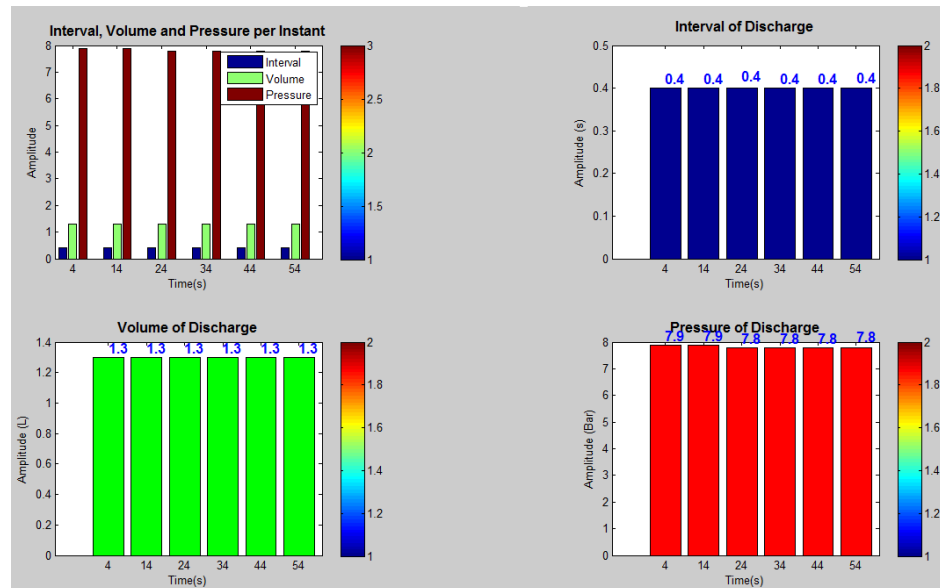 Interval, Volume and Pressure per Instant
8
7
6
5
4
3
2
1
0
Amplitude
Interval
Volume
Pressure
4 14 24 34 44 54
Time(s)
3
2.5
2
1.5
1
Interval of Discharge
0.5
0.4
0.3
0.2
0.1
0
Amplitude (s)
0.4 0.4 0.4 0.4 0.4 0.4
4 14 24 34 44 54
Time(s)
2
1.8
1.6
1.4
1.2
1
Volume of Discharge
1.4
1.2
1
0.8
0.6
0.4
0.2
0
Amplitude (L)
1.3 1.3 1.3 1.3 1.3 1.3
4 14 24 34 44 54
Time(s)
2
1.8
1.6
1.4
1.2
1
Pressure of Discharge
8
7
6
5
4
3
2
1
0
Amplitude (Bar)
7.9 7.9 7.8 7.8 7.8 7.8
4 14 24 34 44 54
Time(s)
2
1.8
1.6
1.4
1.2
1